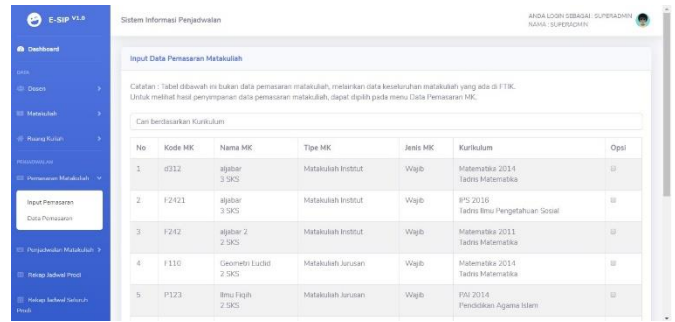 E-SIP V1.5
Sistem Informasi Penjadwalan
ANDA LOGIN SEBAGAI : SUPERADMIN
NAMA : SUPERADMIN
Dashboard
DATA
Dosen
Matakuliah
Ruang Kuliah
PENJADWALAN
Pemasaran Matakuliah
Input Pemasaran
Data Pemasaran
Penjadwalan Matakuliah
Rekap Jadwal Prodi
Rekap Jadwal Seluruh
Prodi
Input Data Pemasaran Matakuliah
Catatan : Tabel dibawah ini bukan data pemasaran matakuliah, melainkan data keseluruhan matakuliah yang ada di FTIK.
Untuk melihat hasil penyimpanan data pemasaran matakuliah, dapat dipilih pada menu Data Pemasaran MK.
Cari berdasarkan Kurikulum
No Kode MK Nama MK Tipe MK Jenis MK Kurikulum Opsi
1 d312 aljabar Matakuliah Institut Wajib Matematika 2014
3 SKS Tadris Matematika
2 F2421 aljabar Matakuliah Institut Wajib IPS 2016
3 SKS Tadris Ilmu Pengetahuan Sosial
3 F242 aljabar 2 Matakuliah Institut Wajib Matematika 2011
2 SKS Tadris Matematika
4 F110 Geometri Euclid Matakuliah Jurusan Wajib Matematika 2014
2 SKS Tadris Matematika
5 P123 Ilmu Fiqih Matakuliah Jurusan Wajib PAI 2014
2 SKS Pendidikan Agama Islam